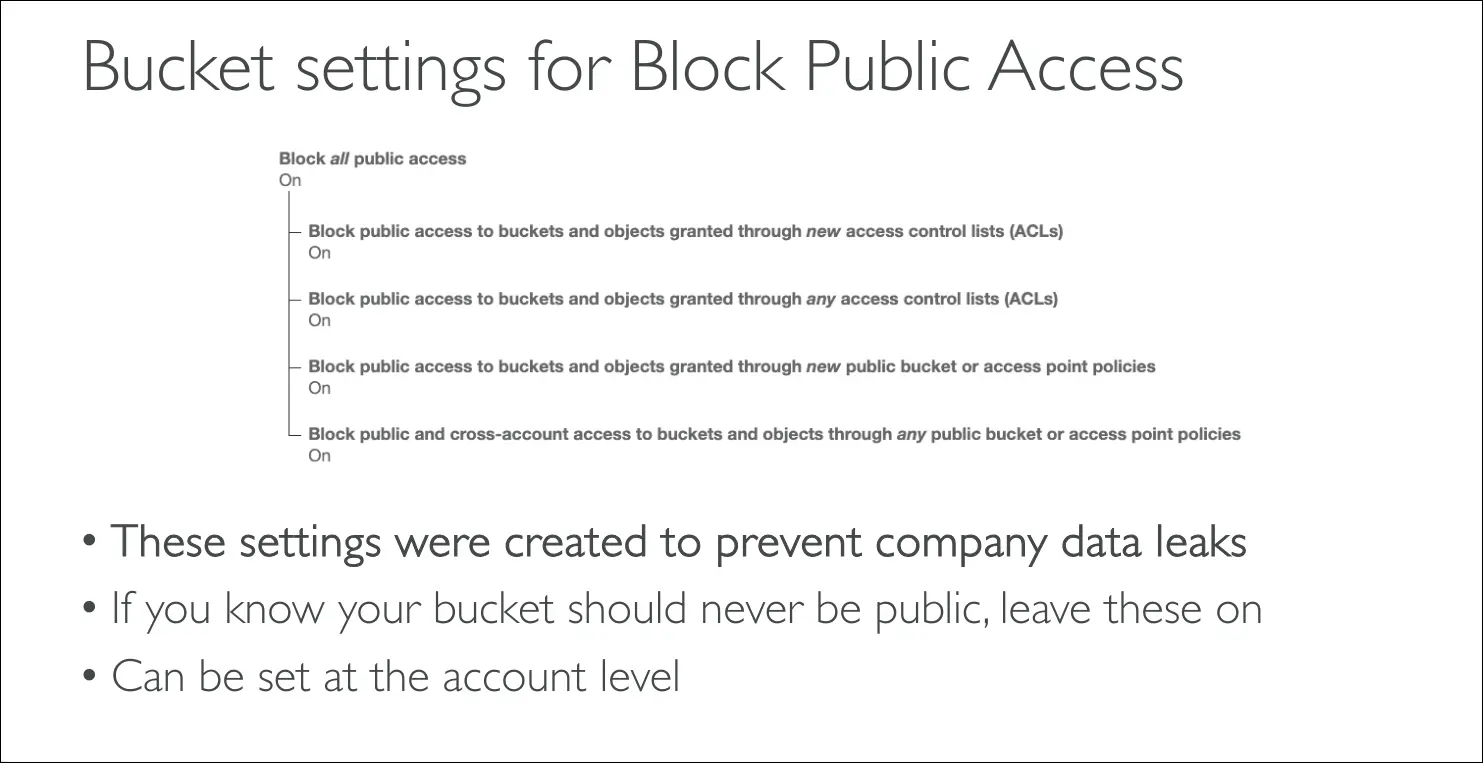 Bucket settings for Block Public Access
Block all public access
On
Block public access to buckets and objects granted through new access control lists (ACLs)
On
Block public access to buckets and objects granted through any access control lists (ACLs)
On
Block public access to buckets and objects granted through new public bucket or access point policies
On
Block public and cross-account access to buckets and objects through any public bucket or access point policies
On
• These settings were created to prevent company data leaks
• If you know your bucket should never be public, leave these on
• Can be set at the account level